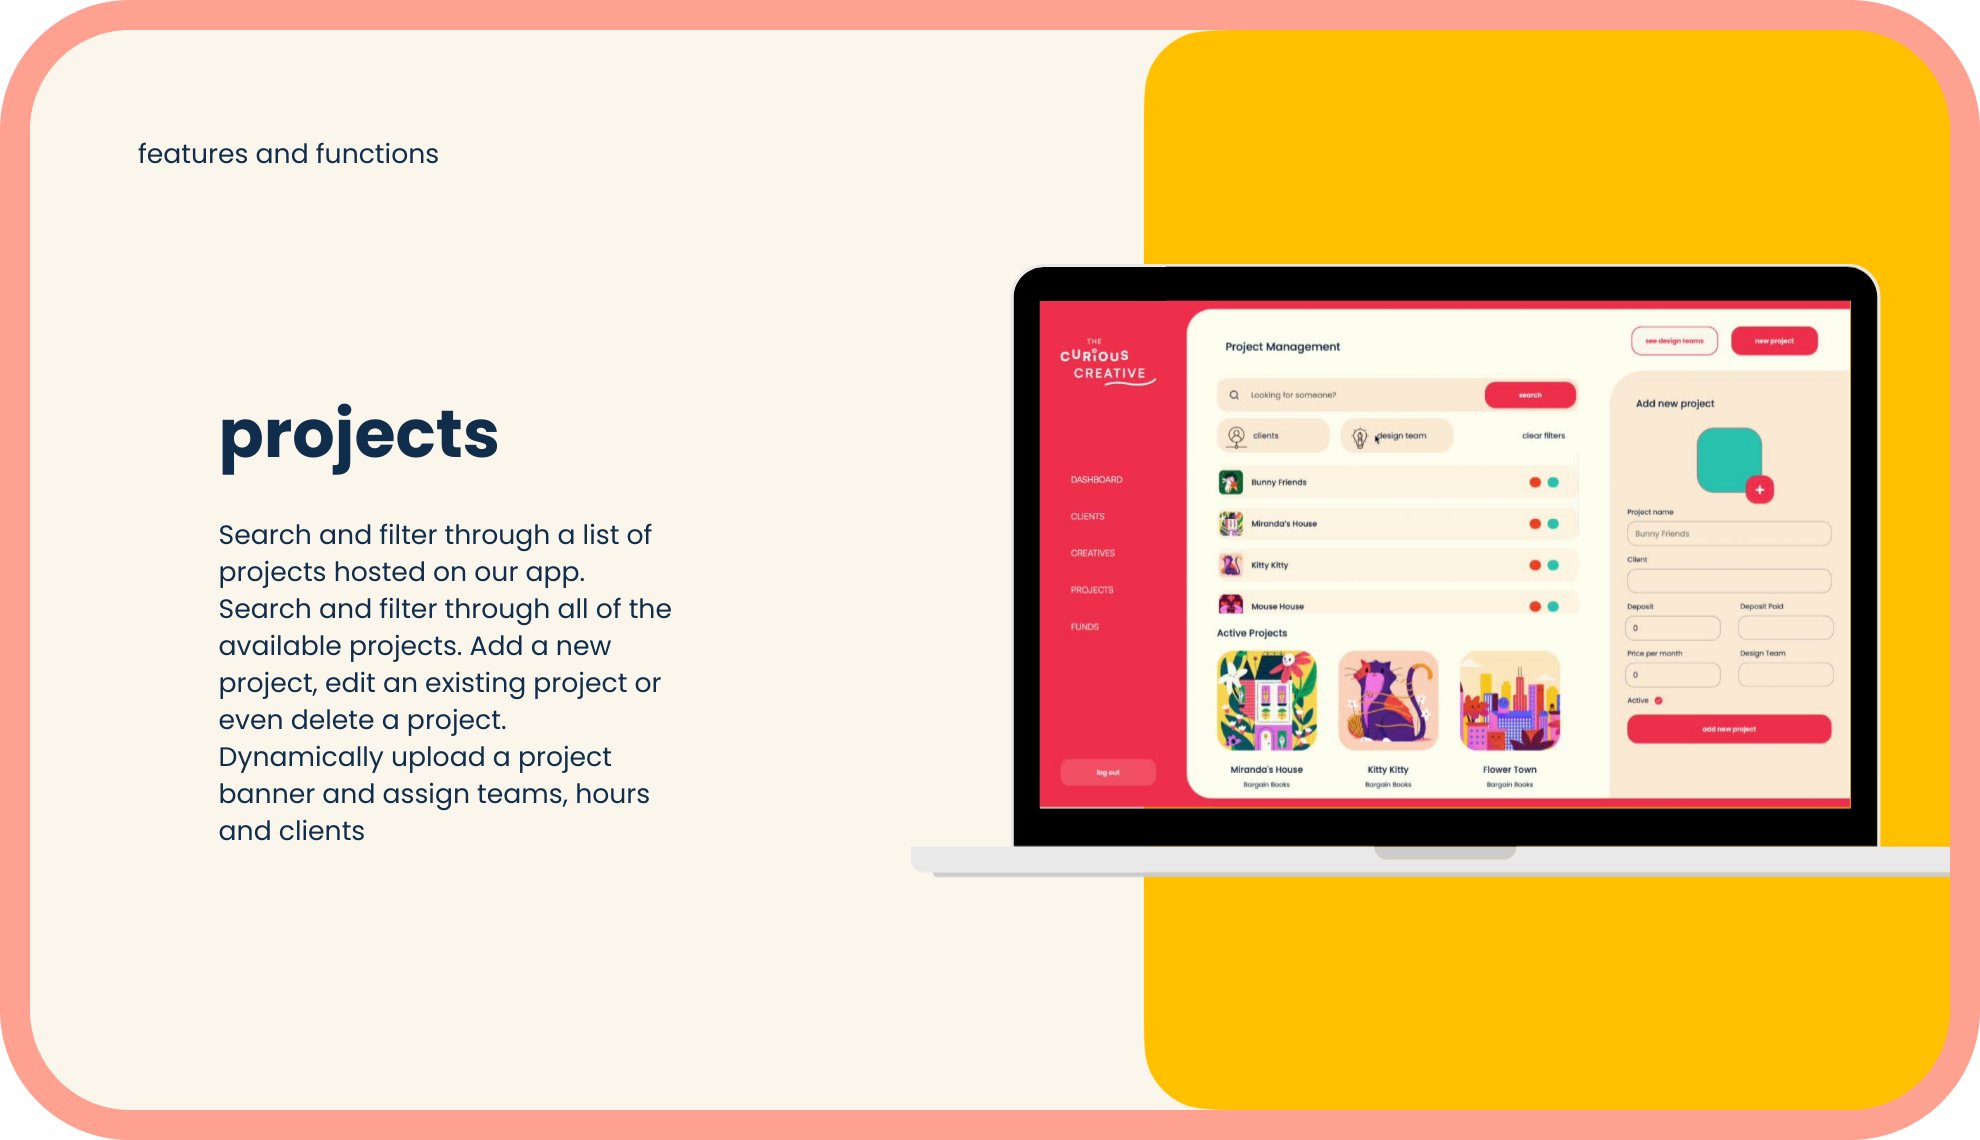 features and functions
projects
Search and filter through a list of
projects hosted on our app.
Search and filter through all of the
available projects. Add a new
project, edit an existing project or
even delete a project.
Dynamically upload a project
banner and assign teams, hours
and clients
THE
CURiOUS
CREATIVE
DASHBOARD
CLIENTS
CREATIVES
PROJECTS
FUNDS
log out
Project Management
see design teams
new project
Looking for someone?
search
clients
design team
clear filters
Bunny Friends
Miranda's House
Kitty Kitty
Mouse House
Active Projects
Miranda's House
Bargain Books
Kitty Kitty
Bargain Books
Flower Town
Bargain Books
Add new project
+
Project name
Bunny Friends
Client
Deposit
Deposit Paid
0
Price per month
Design Team
0
Active
add new project